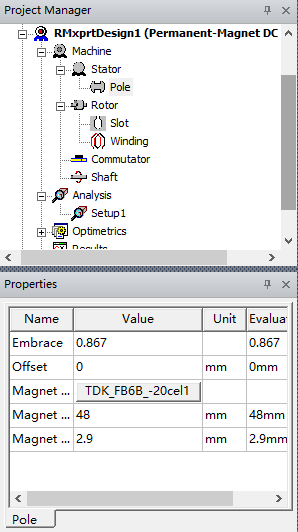 Project Manager
RMxprtDesign1 (Permanent-Magnet DC
Machine
Stator
Pole
Rotor
Slot
Winding
Commutator
Shaft
Analysis
Setup1
Optimetrics
Results
Properties
Name Value Unit Evaluat
Embrace 0.867 0.867
Offset 0 mm 0mm
Magnet ... TDK_FB6B_-20cel1
Magnet ... 48 mm 48mm
Magnet ... 2.9 mm 2.9mm
Pole